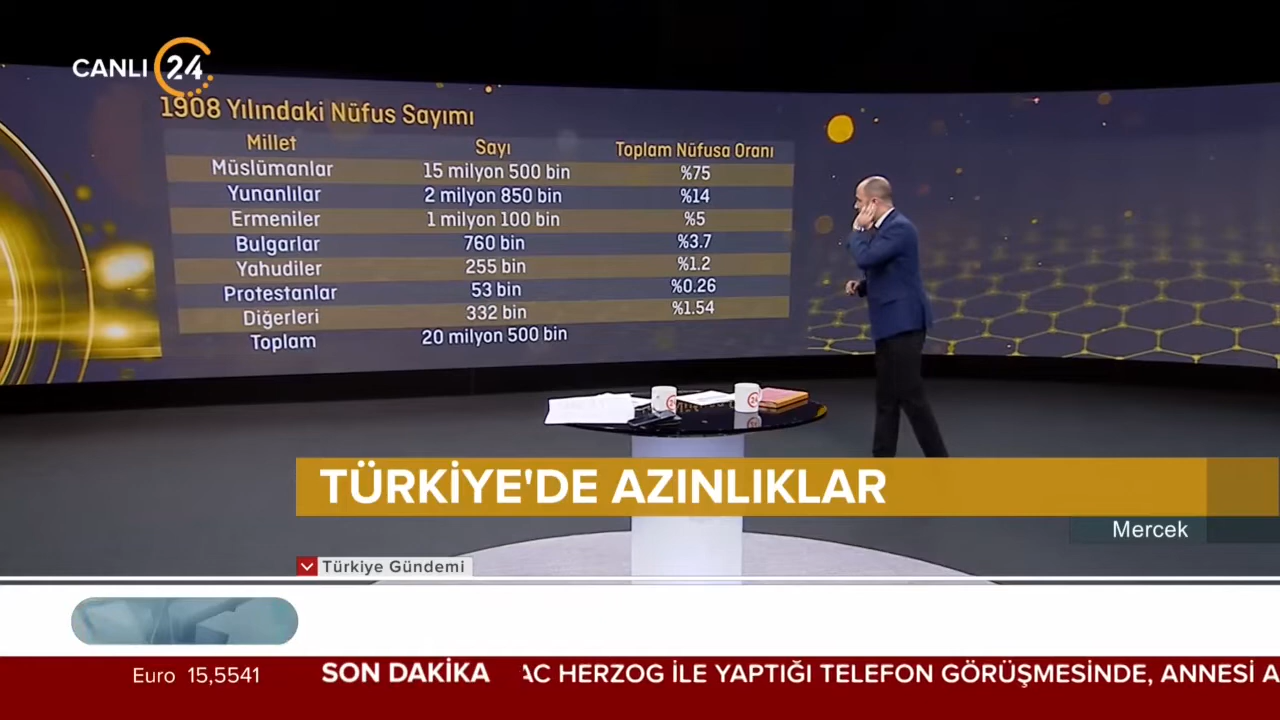 CANLI 24
1908 Yılındaki Nüfus Sayımı
Millet Sayı Toplam Nüfusa Oranı
Müslümanlar 15 milyon 500 bin %75
Yunanlılar 2 milyon 850 bin %14
Ermeniler 1 milyon 100 bin %5
Bulgarlar 760 bin %3.7
Yahudiler 255 bin %1.2
Protestanlar 53 bin %0.26
Diğerleri 332 bin %1.54
Toplam 20 milyon 500 bin
24 24
TÜRKİYE'DE AZINLIKLAR
Mercek
Türkiye Gündemi
Euro 15,5541 SON DAKİKA AC HERZOG İLE YAPTIĞI TELEFON GÖRÜŞMESİNDE, ANNESİ A